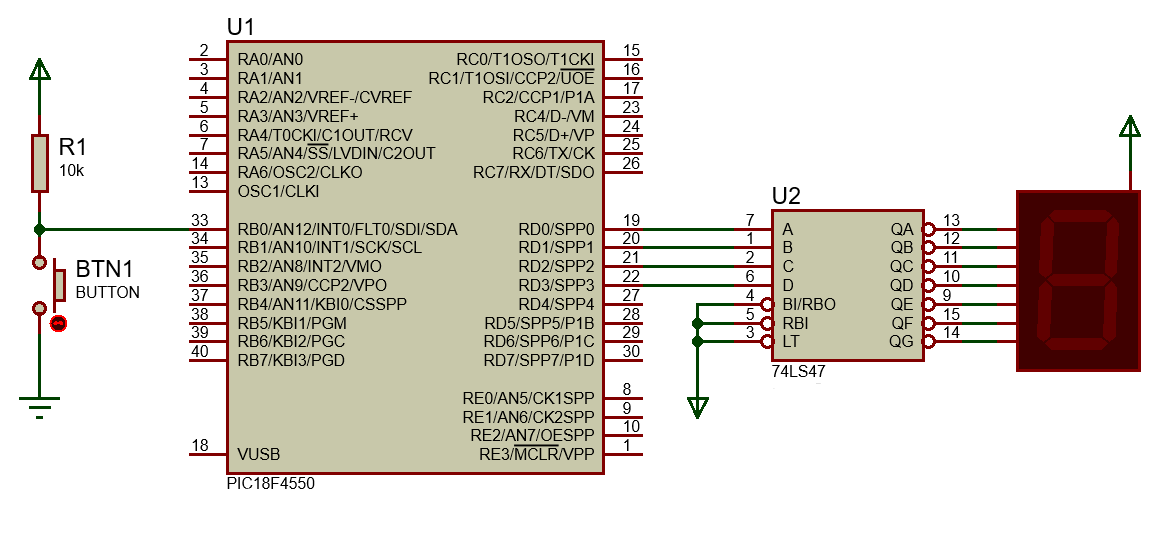 U1
2 RA0/AN0 RC0/T1OSO/T1CKI 15
3 RA1/AN1 RC1/T1OSI/CCP2/UOE 16
4 RA2/AN2/VREF-/CVREF RC2/CCP1/P1A 17
5 RA3/AN3/VREF+ RC4/D-/VM 23
6 RA4/T0CKI/C1OUT/RCV RC5/D+/VP 24
7 RA5/AN4/SS/LVDIN/C2OUT RC6/TX/CK 25
14 RA6/OSC2/CLKO RC7/RX/DT/SDO 26
13 OSC1/CLKI
33 RB0/AN12/INT0/FLT0/SDI/SDA RD0/SPP0 19
34 RB1/AN10/INT1/SCK/SCL RD1/SPP1 20
35 RB2/AN8/INT2/VMO RD2/SPP2 21
36 RB3/AN9/CCP2/VPO RD3/SPP3 22
37 RB4/AN11/KBI0/CSSPP RD4/SPP4 27
38 RB5/KBI1/PGM RD5/SPP5/P1B 28
39 RB6/KBI2/PGC RD6/SPP6/P1C 29
40 RB7/KBI3/PGD RD7/SPP7/P1D 30
RE0/AN5/CK1SPP 8
RE1/AN6/CK2SPP 9
RE2/AN7/OESPP 10
18 VUSB RE3/MCLR/VPP 1
PIC18F4550
R1
10k
BTN1
BUTTON
U2
7 A QA 13
1 B QB 12
2 C QC 11
6 D QD 10
4 BI/RBO QE 9
5 RBI QF 15
3 LT QG 14
74LS47